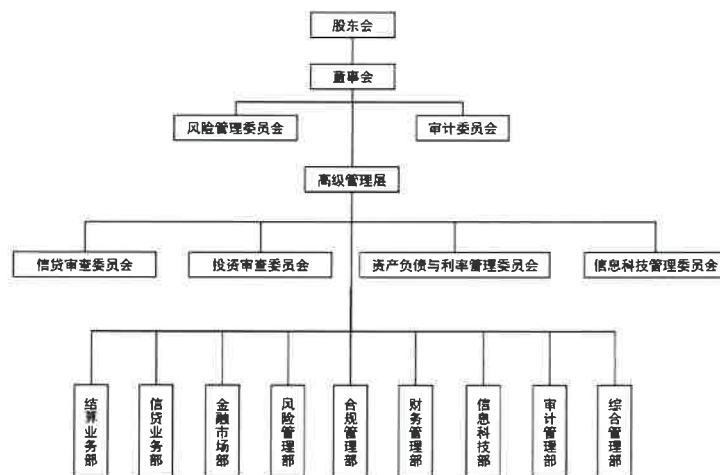 股东会
董事会
风险管理委员会
审计委员会
高级管理层
信贷审查委员会
投资审查委员会
资产负债与利率管理委员会
信息科技管理委员会
结算业务部
信贷业务部
金融市场部
风险管理部
合规管理部
财务管理部
信息科技部
审计管理部
综合管理部